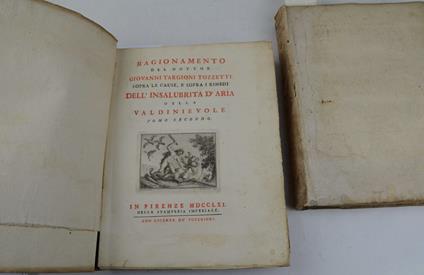 RAGIONAMENTO
DEL DOTTOR
GIOVANNI TARGIONI TOZZETTI
SOPRA LE CAUSE, E SOPRA I RIMEDJ
DELL' INSALUBRITÀ D'ARIA
DELLA
VALDINIEVOLE
TOMO SECONDO.
IN FIRENZE MDCCLXI.
NELLA STAMPERIA IMPERIALE.
CON LICENZA DE' SUPERIORI.